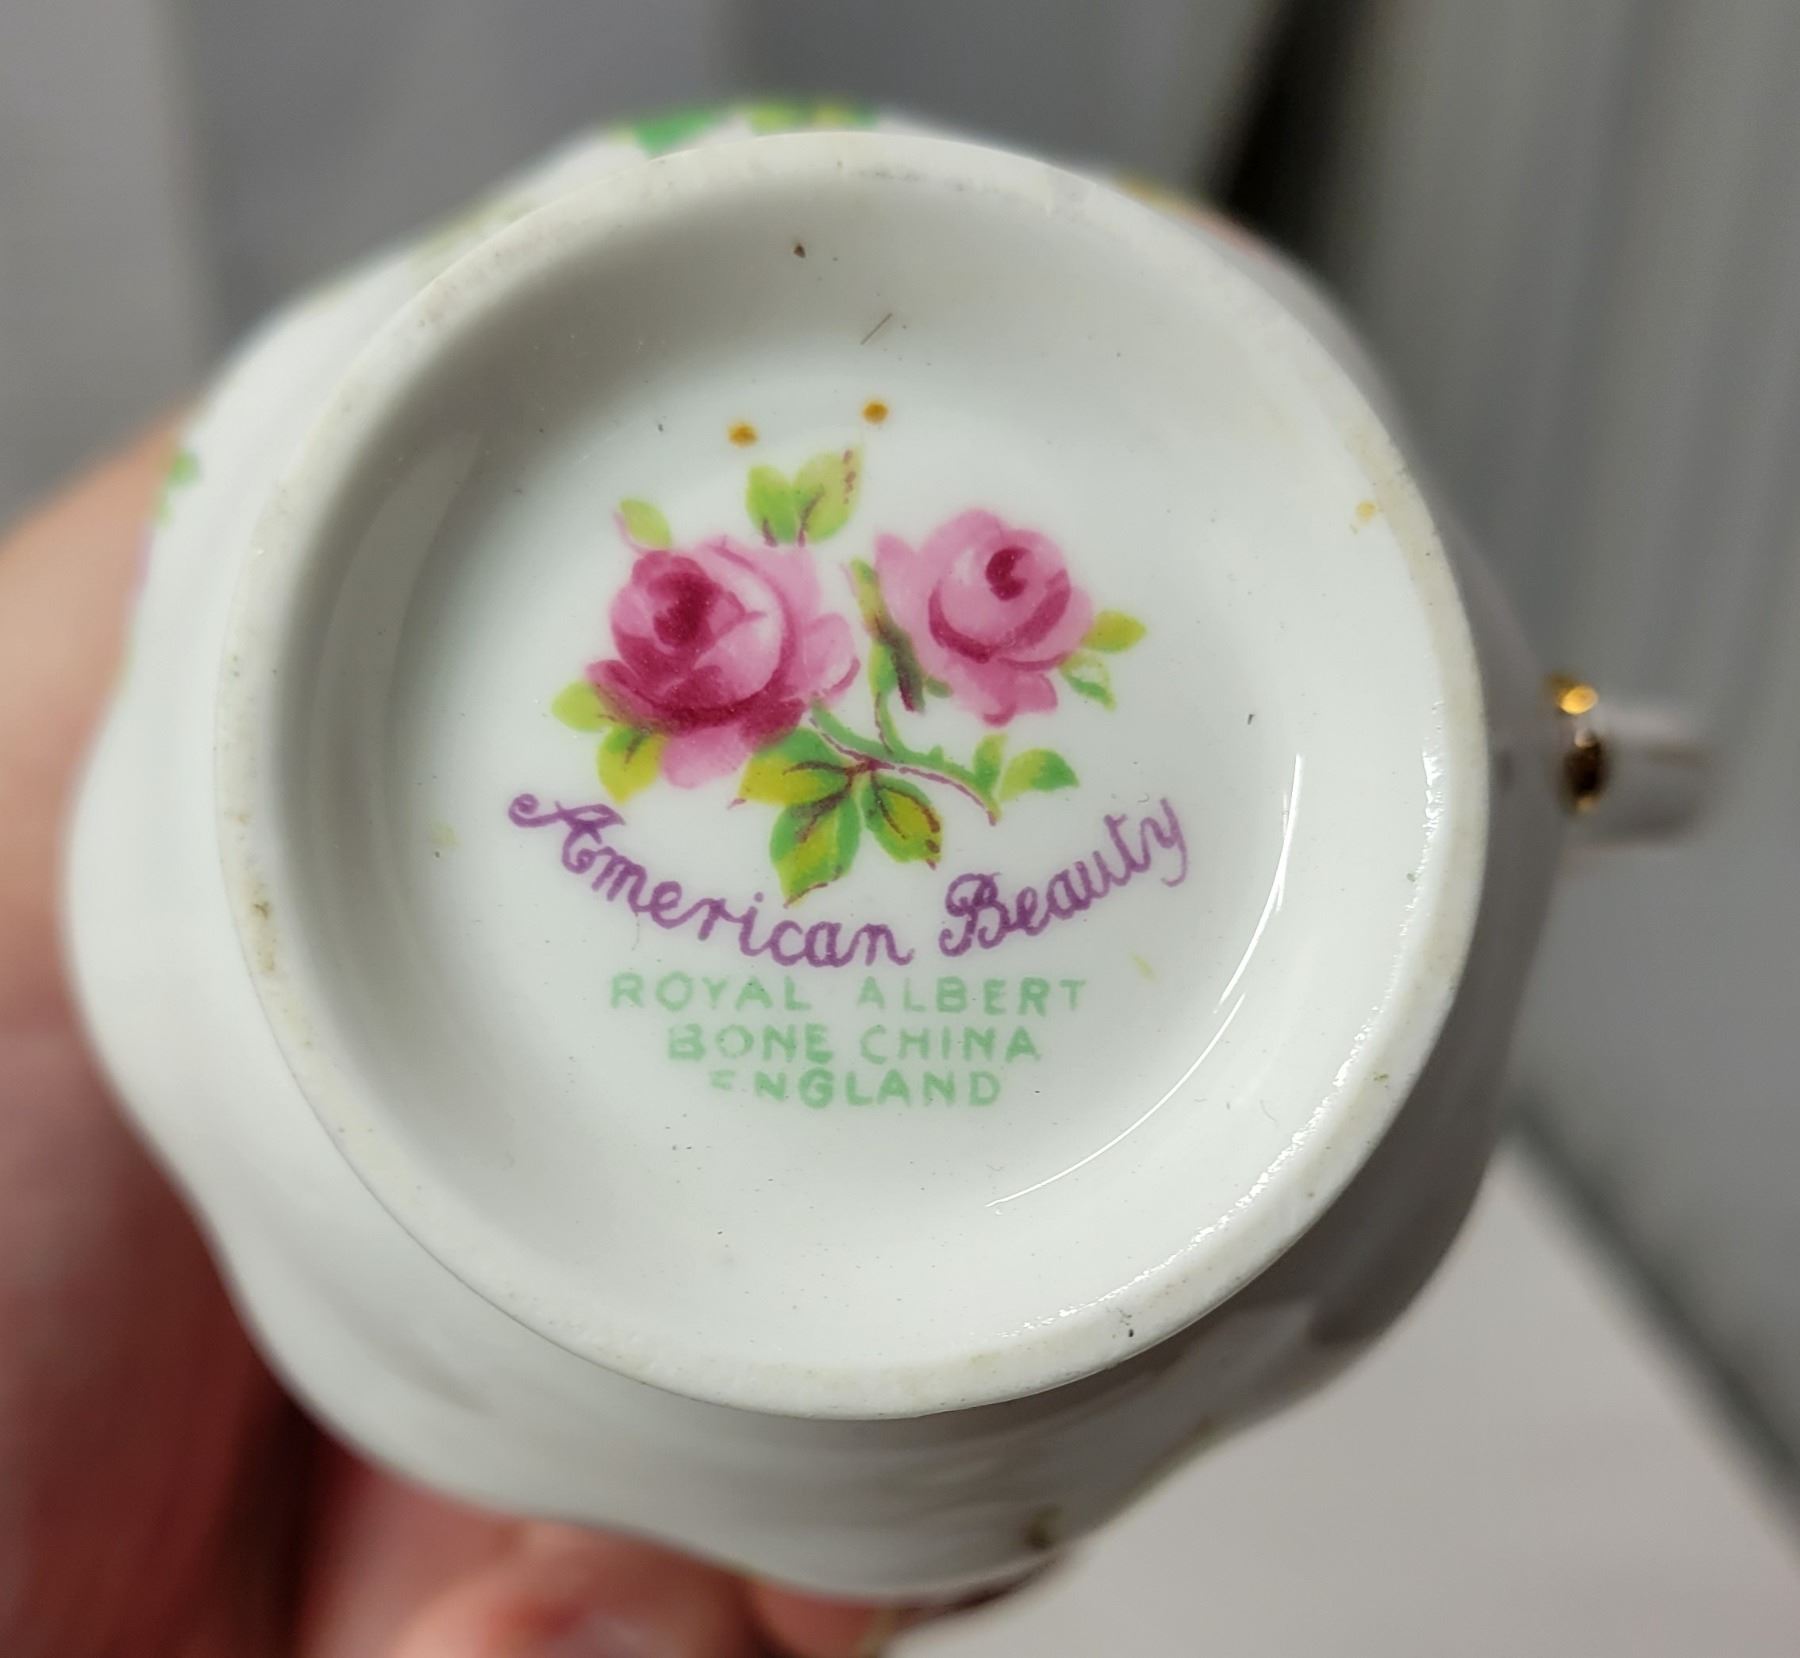 American Beauty
ROYAL ALBERT
BONE CHINA
ENGLAND